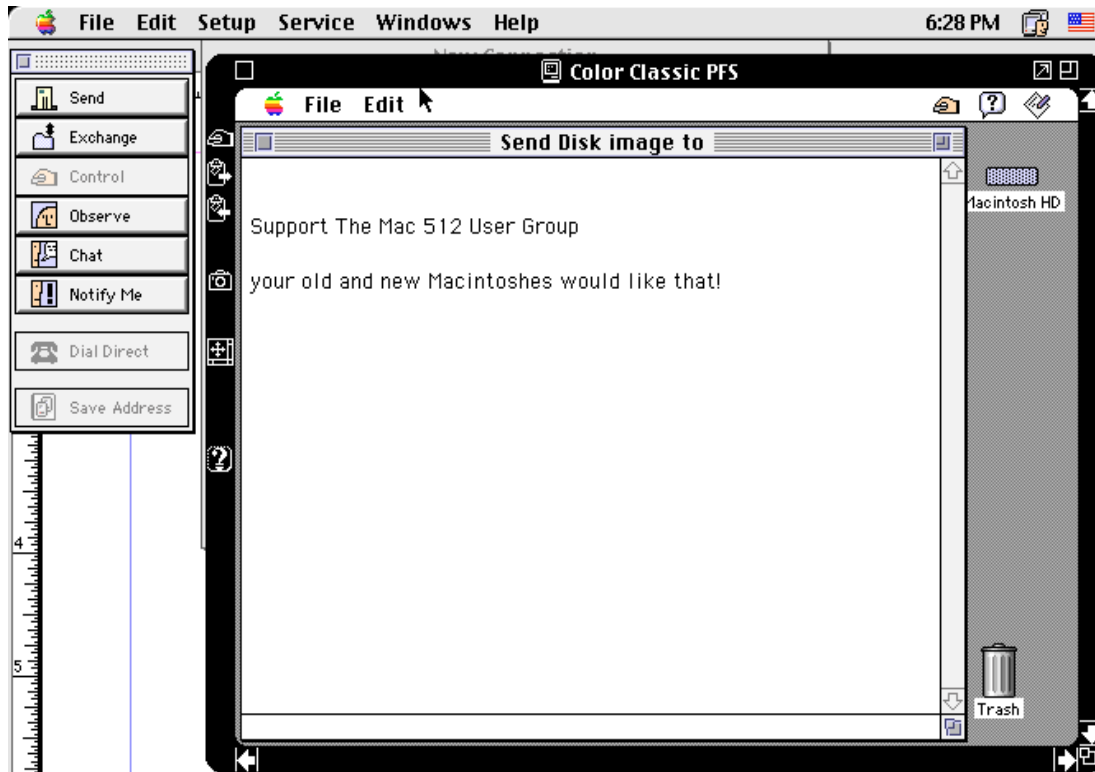 File Edit Setup Service Windows Help 6:28 PM
New Connection
Color Classic PFS
File Edit
Send
Exchange
Control
Observe
Chat
Notify Me
Dial Direct
Save Address
Send Disk image to
Macintosh HD
Support The Mac 512 User Group
your old and new Macintoshes would like that!
4
5
Trash